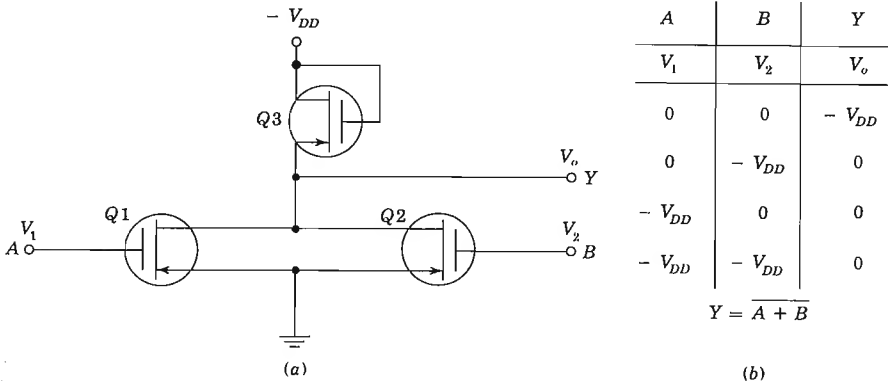 − V_DD
Q3
V_o
Y
Q1
Q2
V_1
A
V_2
B
(a)
A B Y
V_1 V_2 V_o
0 0 − V_DD
0 − V_DD 0
− V_DD 0 0
− V_DD − V_DD 0
Y = \overline{A + B}
(b)